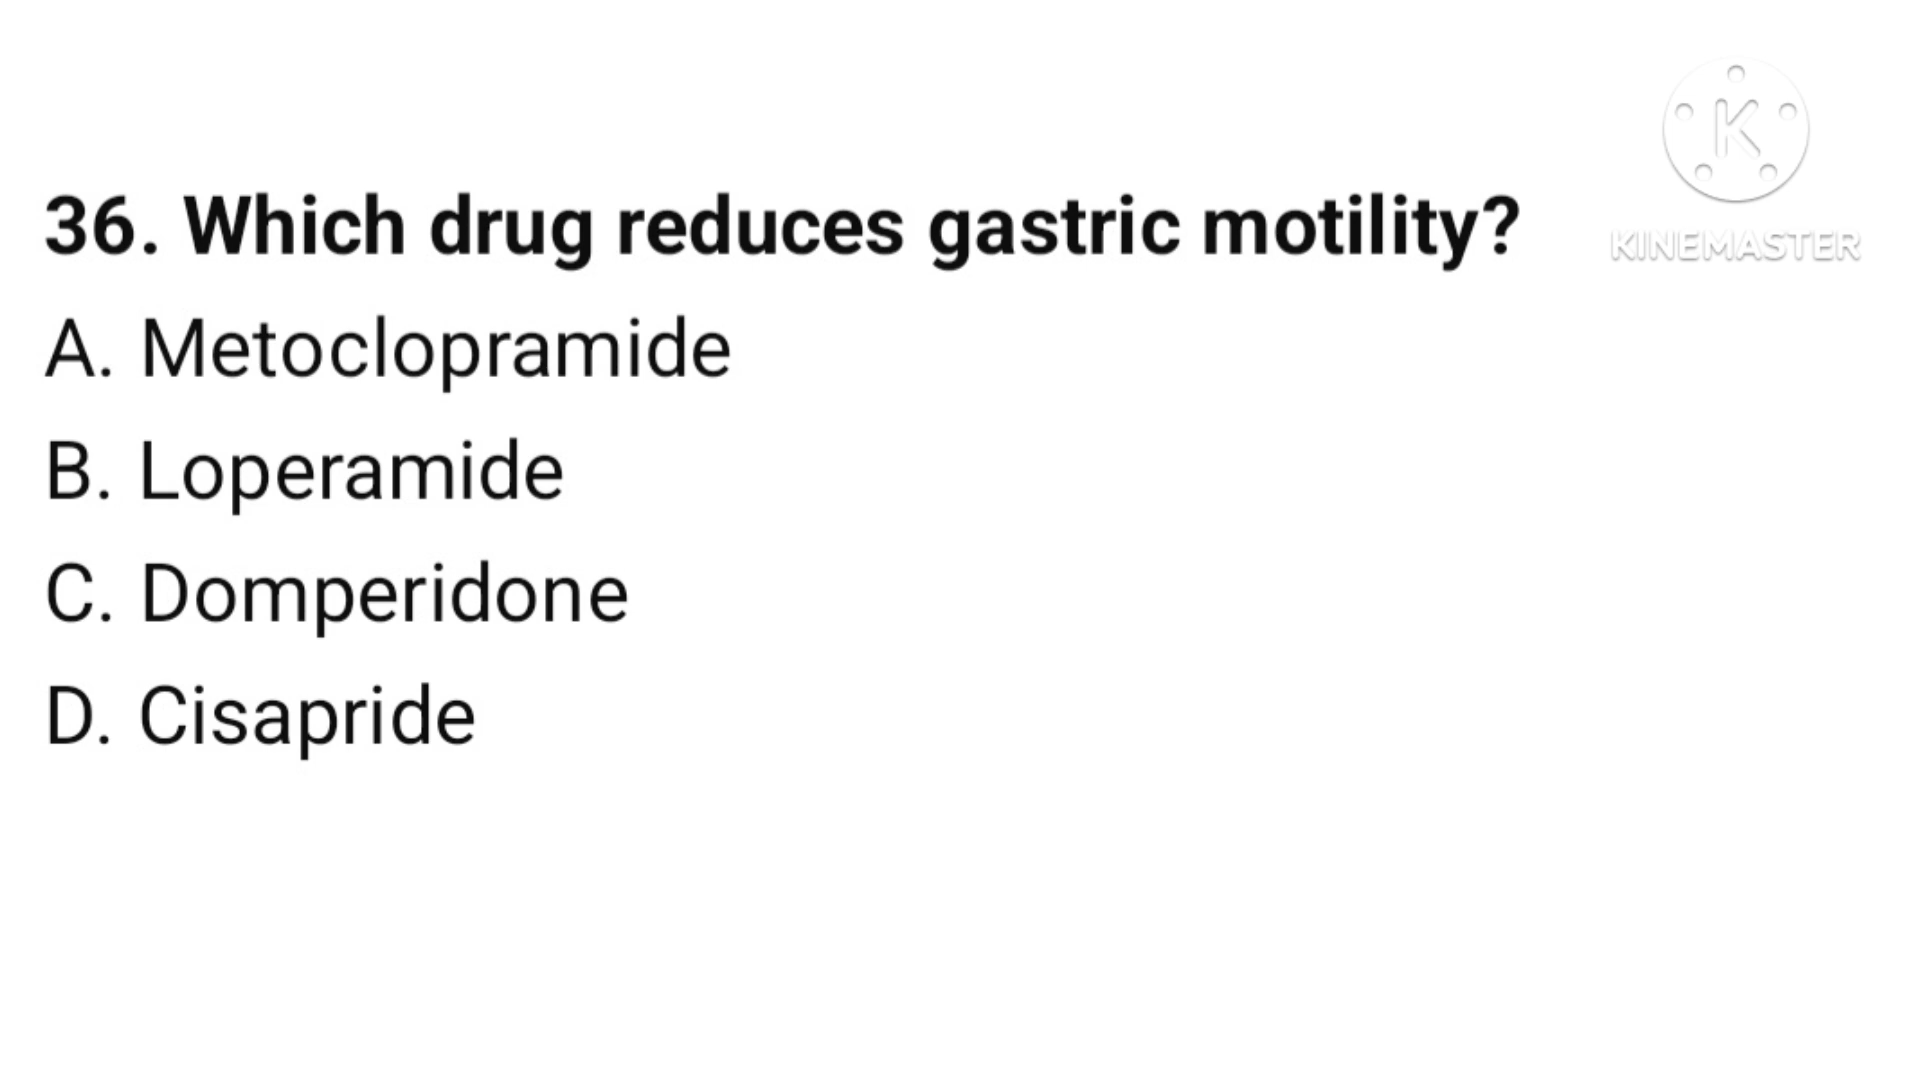 36. Which drug reduces gastric motility?
A. Metoclopramide
B. Loperamide
C. Domperidone
D. Cisapride
K
KINEMASTER